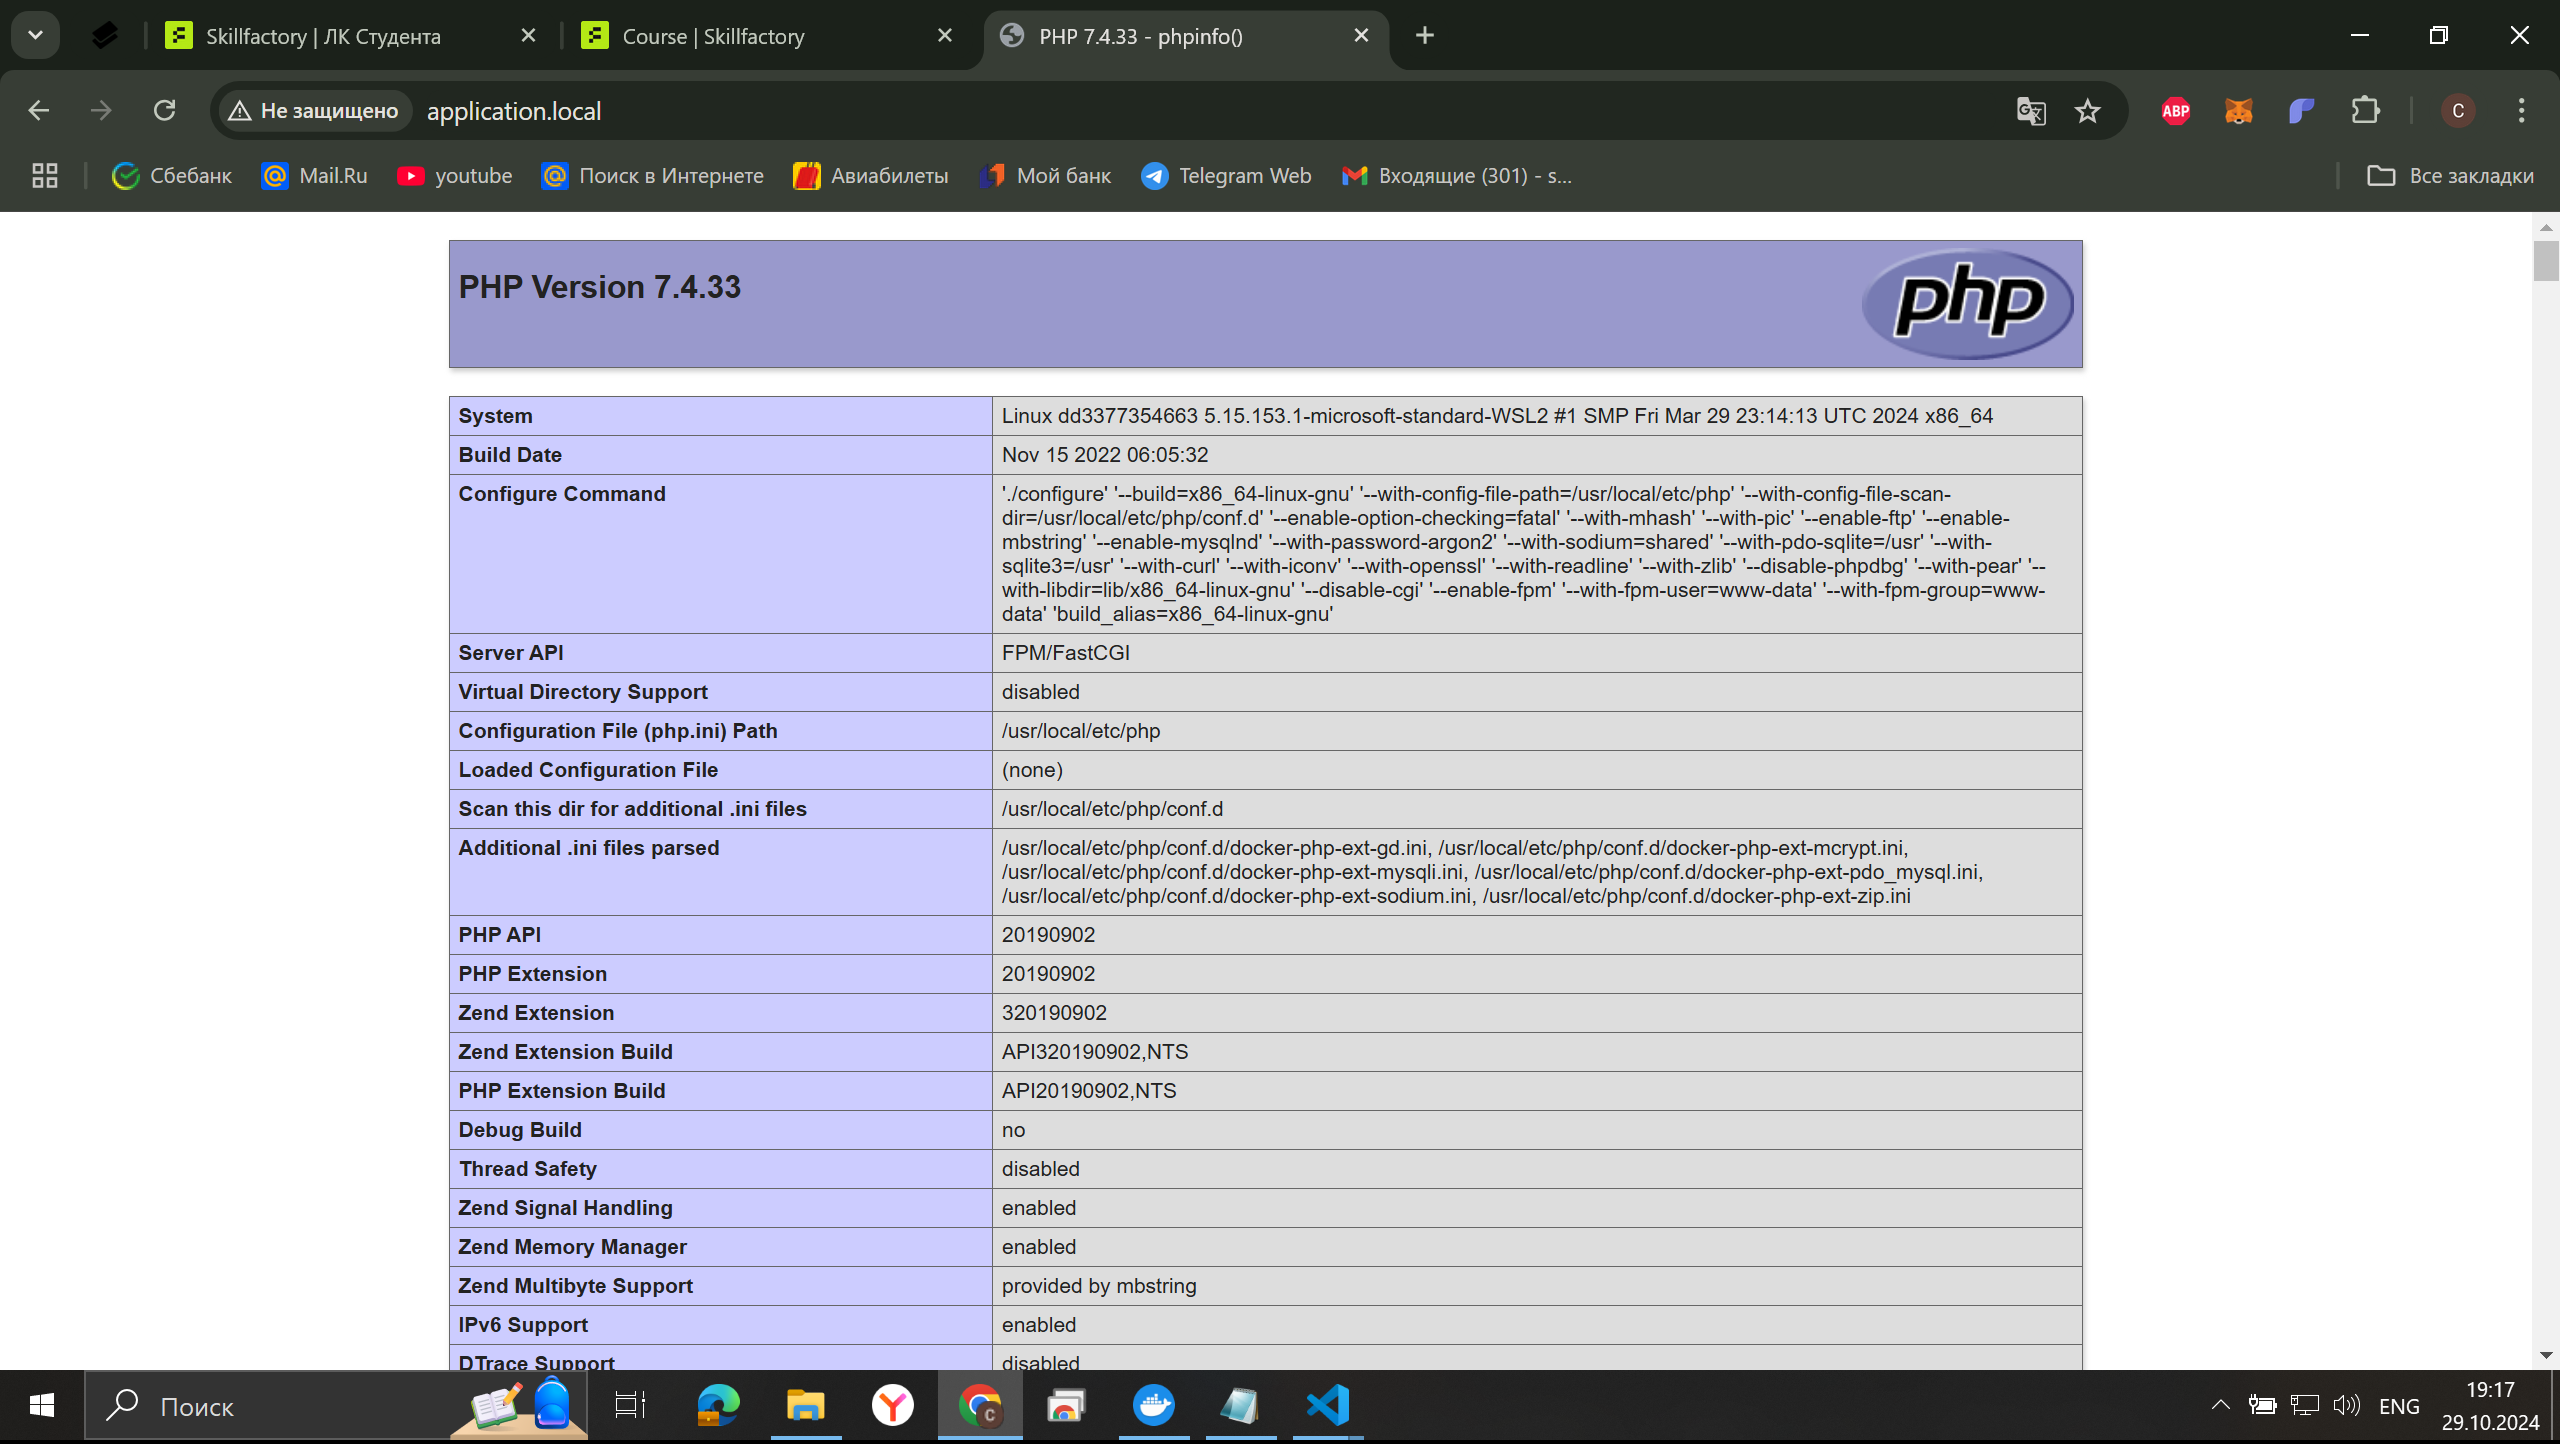 Skillfactory | ЛК Студента
Course | Skillfactory
PHP 7.4.33 - phpinfo()
Не защищено
application.local
ABP
C
Сбебанк
Mail.Ru
youtube
Поиск в Интернете
Авиабилеты
Мой банк
Telegram Web
Входящие (301) - s...
Все закладки
PHP Version 7.4.33
php
System Linux dd3377354663 5.15.153.1-microsoft-standard-WSL2 #1 SMP Fri Mar 29 23:14:13 UTC 2024 x86_64
Build Date Nov 15 2022 06:05:32
Configure Command './configure' '--build=x86_64-linux-gnu' '--with-config-file-path=/usr/local/etc/php' '--with-config-file-scan-
dir=/usr/local/etc/php/conf.d' '--enable-option-checking=fatal' '--with-mhash' '--with-pic' '--enable-ftp' '--enable-
mbstring' '--enable-mysqlnd' '--with-password-argon2' '--with-sodium=shared' '--with-pdo-sqlite=/usr' '--with-
sqlite3=/usr' '--with-curl' '--with-iconv' '--with-openssl' '--with-readline' '--with-zlib' '--disable-phpdbg' '--with-pear' '--
with-libdir=lib/x86_64-linux-gnu' '--disable-cgi' '--enable-fpm' '--with-fpm-user=www-data' '--with-fpm-group=www-
data' 'build_alias=x86_64-linux-gnu'
Server API FPM/FastCGI
Virtual Directory Support disabled
Configuration File (php.ini) Path /usr/local/etc/php
Loaded Configuration File (none)
Scan this dir for additional .ini files /usr/local/etc/php/conf.d
Additional .ini files parsed /usr/local/etc/php/conf.d/docker-php-ext-gd.ini, /usr/local/etc/php/conf.d/docker-php-ext-mcrypt.ini,
/usr/local/etc/php/conf.d/docker-php-ext-mysqli.ini, /usr/local/etc/php/conf.d/docker-php-ext-pdo_mysql.ini,
/usr/local/etc/php/conf.d/docker-php-ext-sodium.ini, /usr/local/etc/php/conf.d/docker-php-ext-zip.ini
PHP API 20190902
PHP Extension 20190902
Zend Extension 320190902
Zend Extension Build API320190902,NTS
PHP Extension Build API20190902,NTS
Debug Build no
Thread Safety disabled
Zend Signal Handling enabled
Zend Memory Manager enabled
Zend Multibyte Support provided by mbstring
IPv6 Support enabled
DTrace Support disabled
Поиск
C
ENG
19:17
29.10.2024